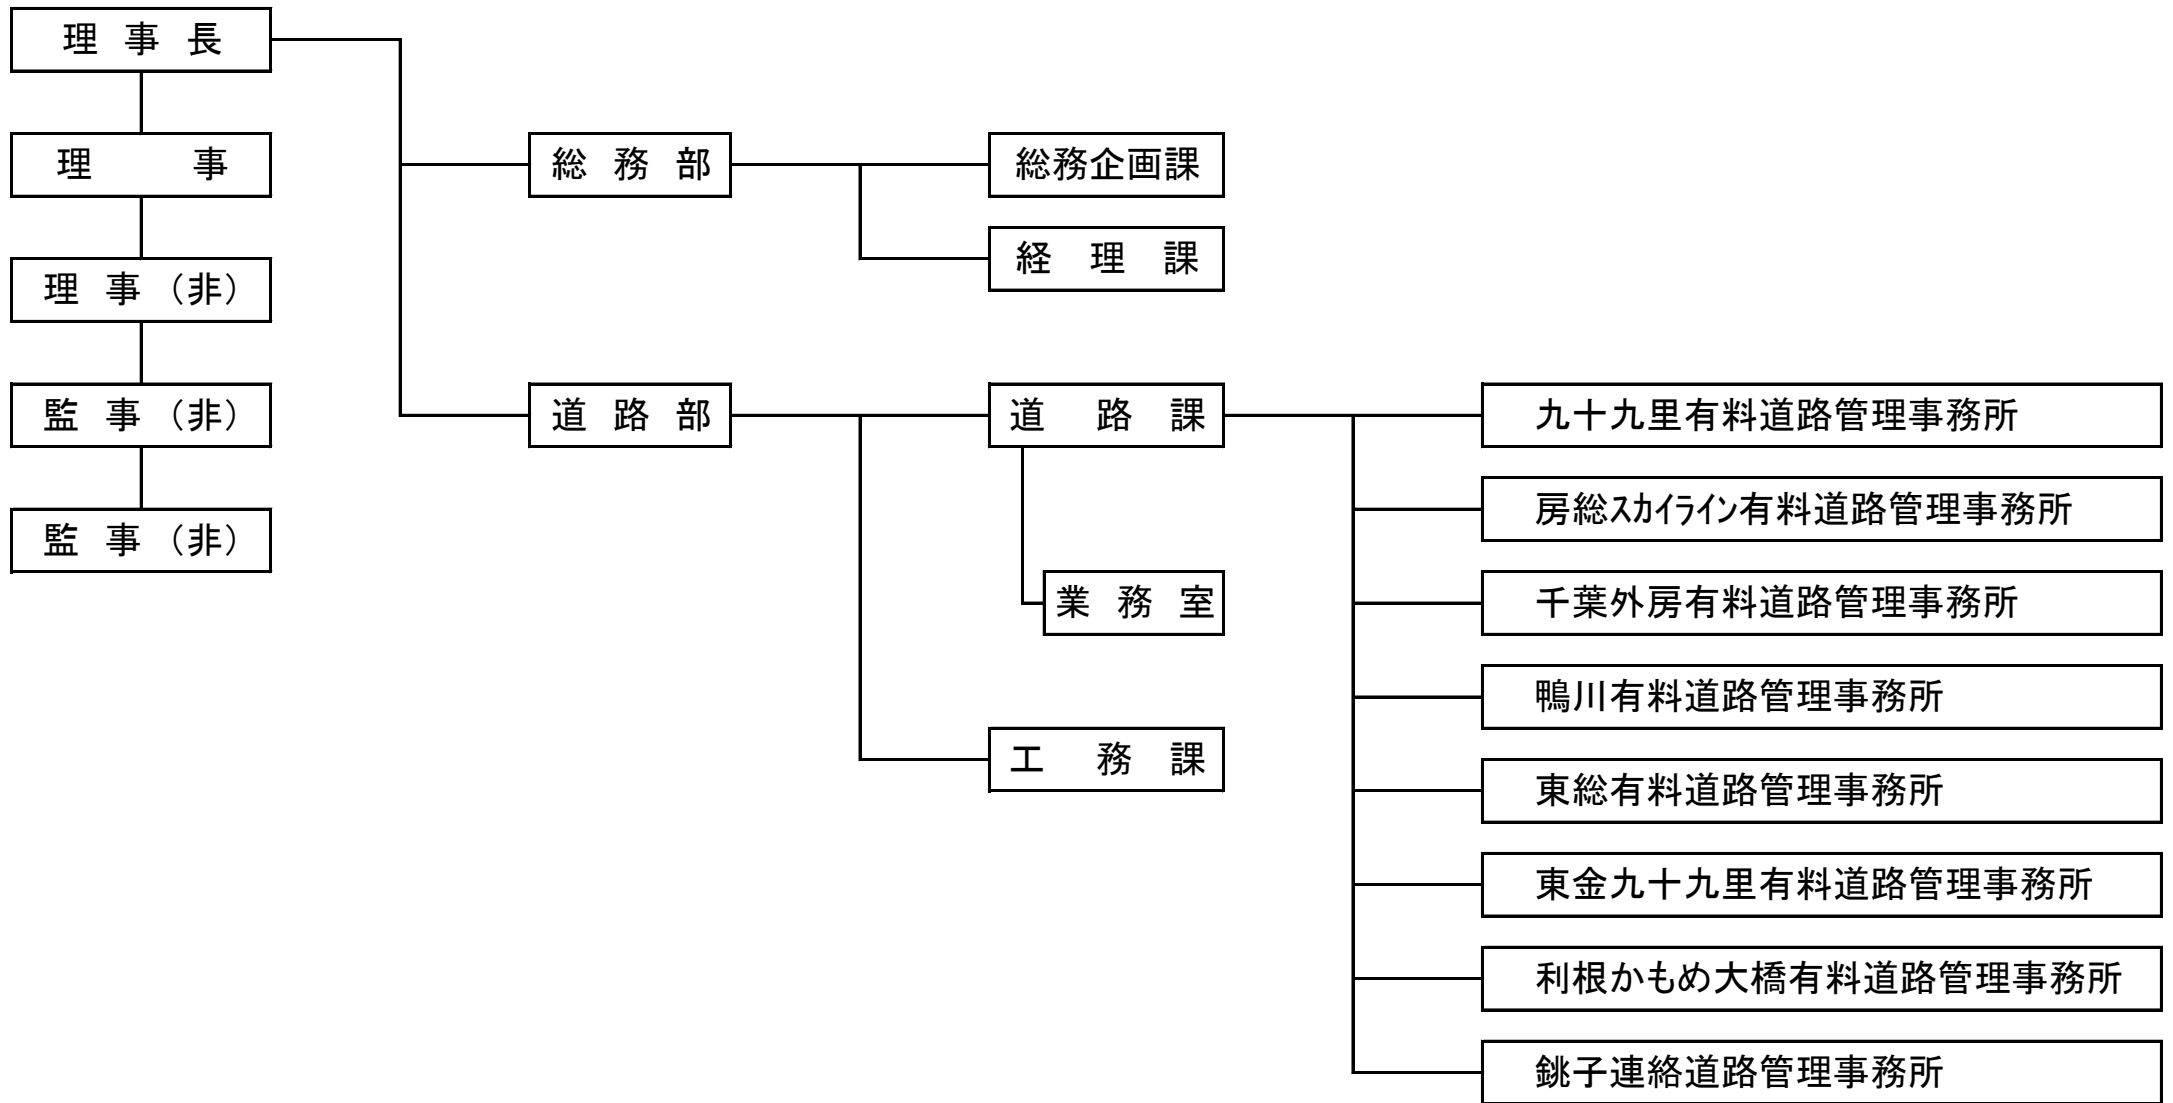 理事長
理事
理事（非）
監事（非）
監事（非）
総務部
総務企画課
経理課
道路部
道路課
業務室
工務課
九十九里有料道路管理事務所
房総ｽｶｲﾗｲﾝ有料道路管理事務所
千葉外房有料道路管理事務所
鴨川有料道路管理事務所
東総有料道路管理事務所
東金九十九里有料道路管理事務所
利根かもめ大橋有料道路管理事務所
銚子連絡道路管理事務所